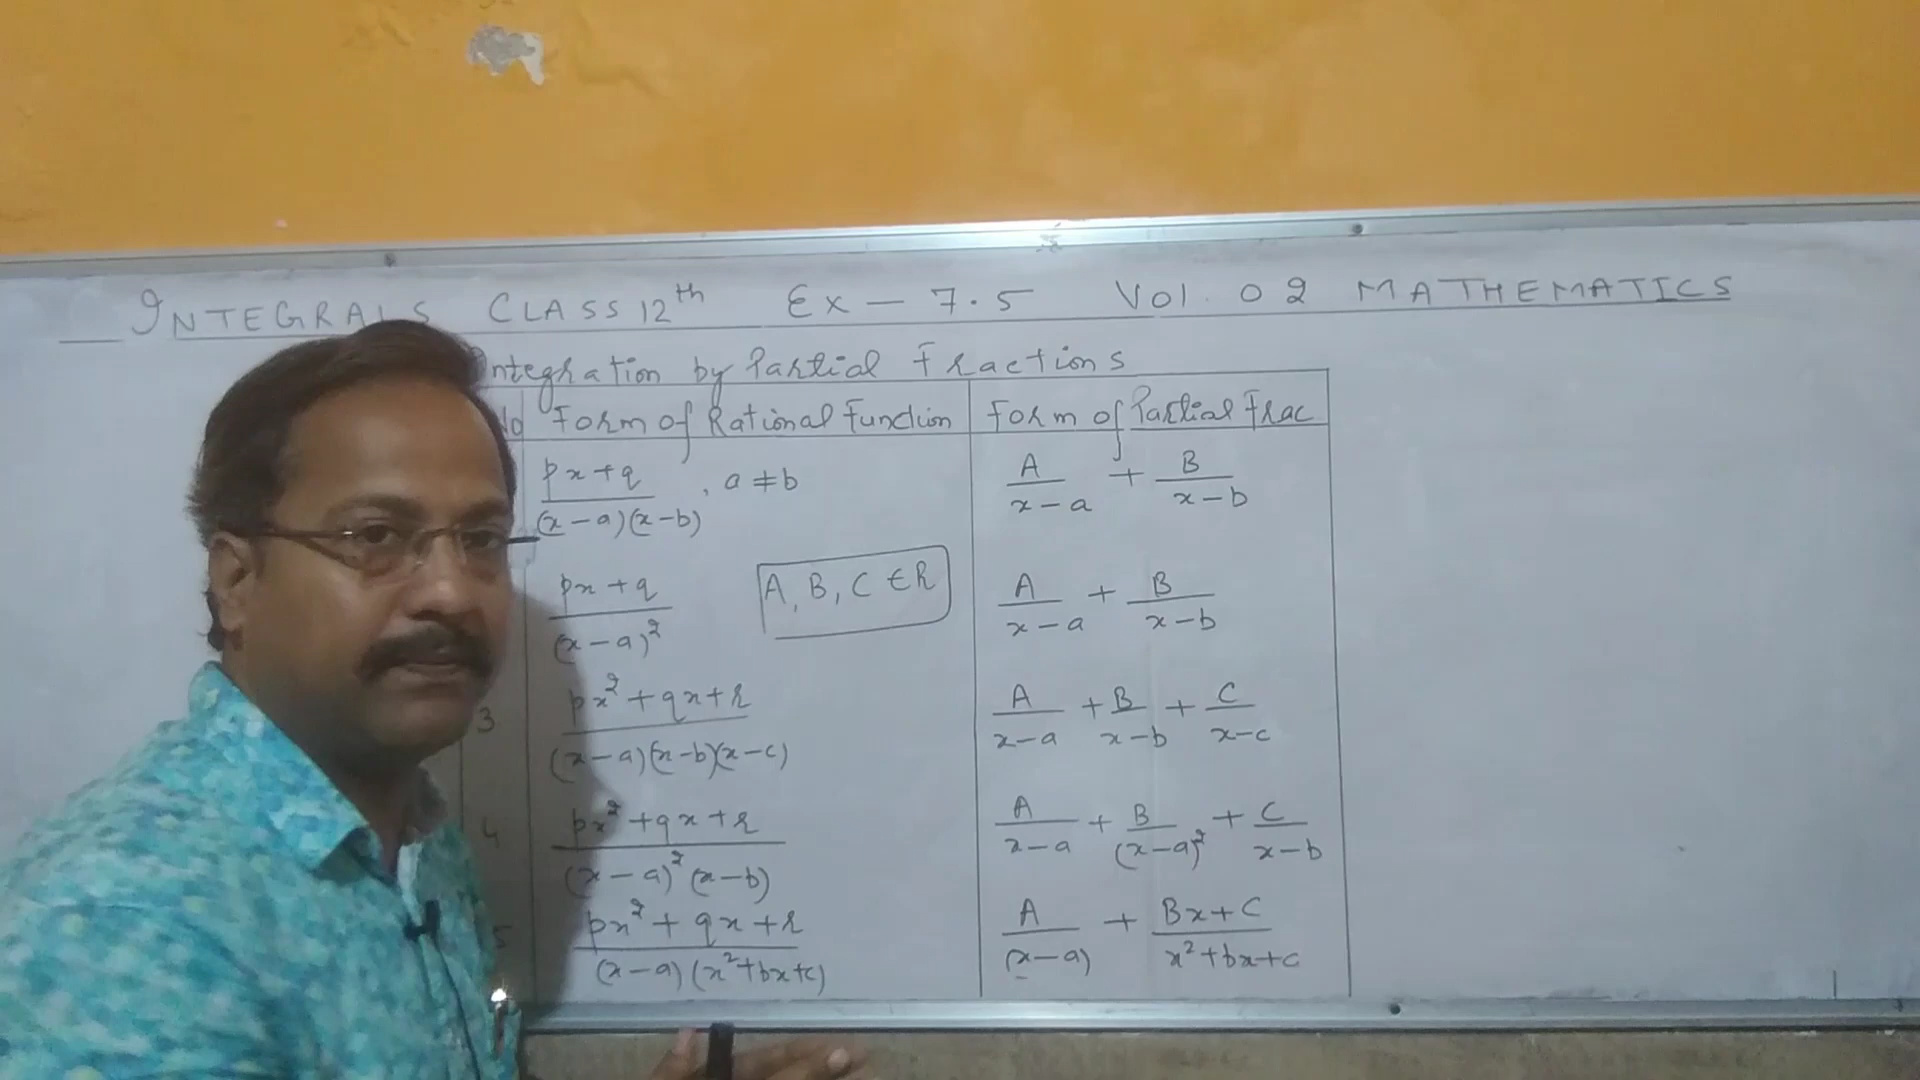 INTEGRALS CLASS 12th Ex – 7.5 Vol. 02 MATHEMATICS
Integration by Partial Fractions
No Form of Rational Function Form of Partial Frac
px+q / (x-a)(x-b) , a≠b A/(x-a) + B/(x-b)
px+q / (x-a)² A/(x-a) + B/(x-b)
A, B, C ∈ R
3 px²+qx+r / (x-a)(x-b)(x-c) A/(x-a) + B/(x-b) + C/(x-c)
4 px²+qx+r / (x-a)²(x-b) A/(x-a) + B/(x-a)² + C/(x-b)
5 px²+qx+r / (x-a)(x²+bx+c) A/(x-a) + Bx+C / x²+bx+c